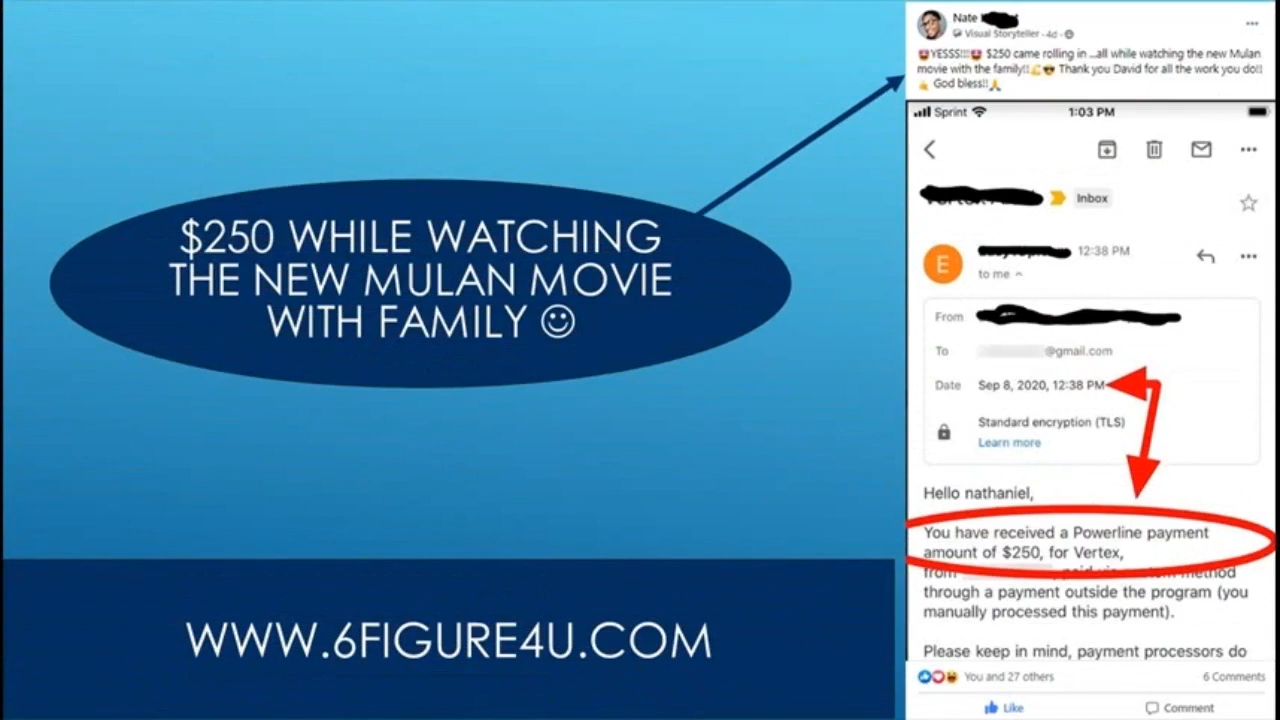 $250 WHILE WATCHING
THE NEW MULAN MOVIE
WITH FAMILY ☺
WWW.6FIGURE4U.COM
Nate
Visual Storyteller · 4d ·
🤩YESSS!!!🤩 $250 came rolling in ...all while watching the new Mulan
movie with the family!!💪😎 Thank you David for all the work you do!!
🤙 God bless!!🙏
Sprint 1:03 PM
Inbox
E
12:38 PM
to me
From
To @gmail.com
Date Sep 8, 2020, 12:38 PM
Standard encryption (TLS)
Learn more
Hello nathaniel,
You have received a Powerline payment
amount of $250, for Vertex,
from , paid via custom method
through a payment outside the program (you
manually processed this payment).
Please keep in mind, payment processors do
You and 27 others 6 Comments
Like Comment